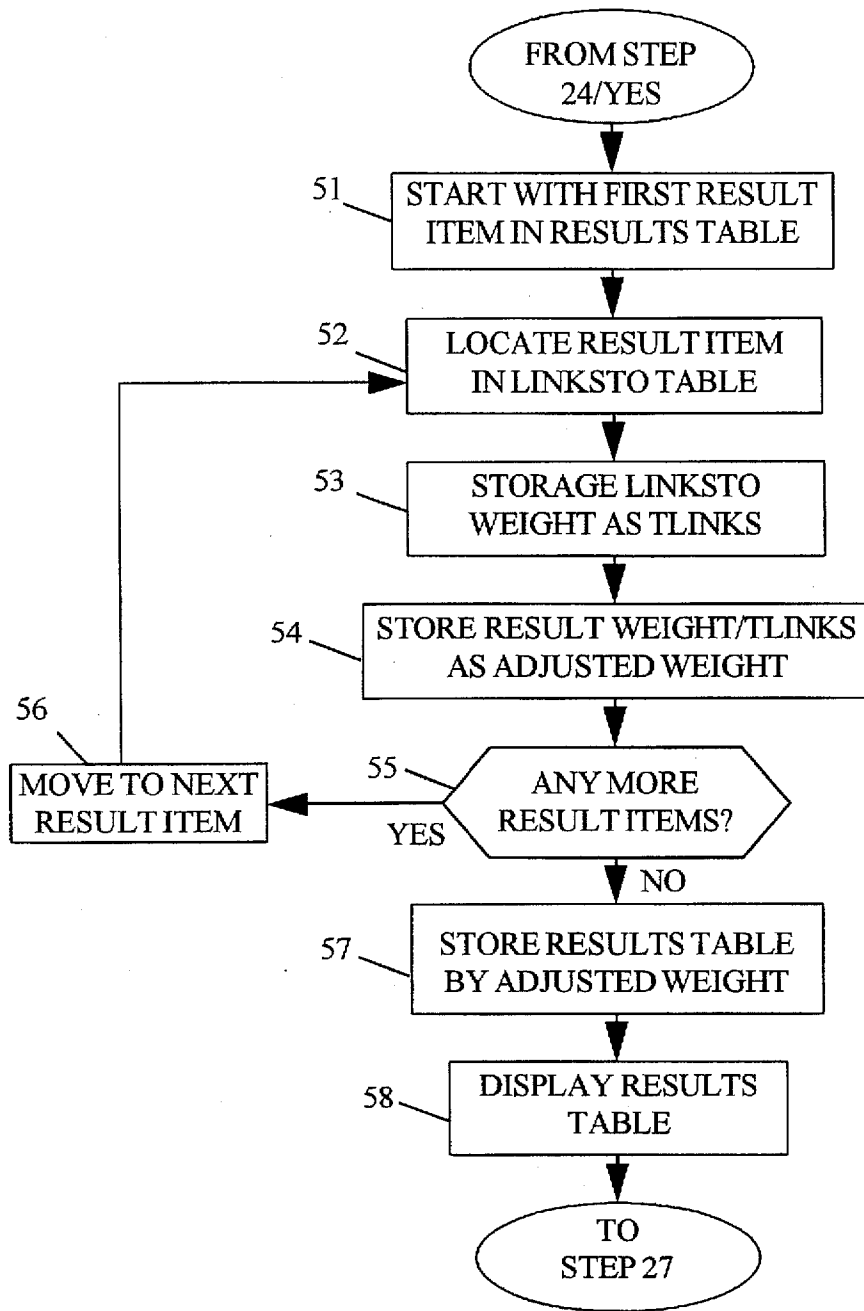 FROM STEP
24/YES
51
START WITH FIRST RESULT
ITEM IN RESULTS TABLE
52
LOCATE RESULT ITEM
IN LINKSTO TABLE
53
STORAGE LINKSTO
WEIGHT AS TLINKS
54
STORE RESULT WEIGHT/TLINKS
AS ADJUSTED WEIGHT
55
ANY MORE
RESULT ITEMS?
YES
56
MOVE TO NEXT
RESULT ITEM
NO
57
STORE RESULTS TABLE
BY ADJUSTED WEIGHT
58
DISPLAY RESULTS
TABLE
TO
STEP 27